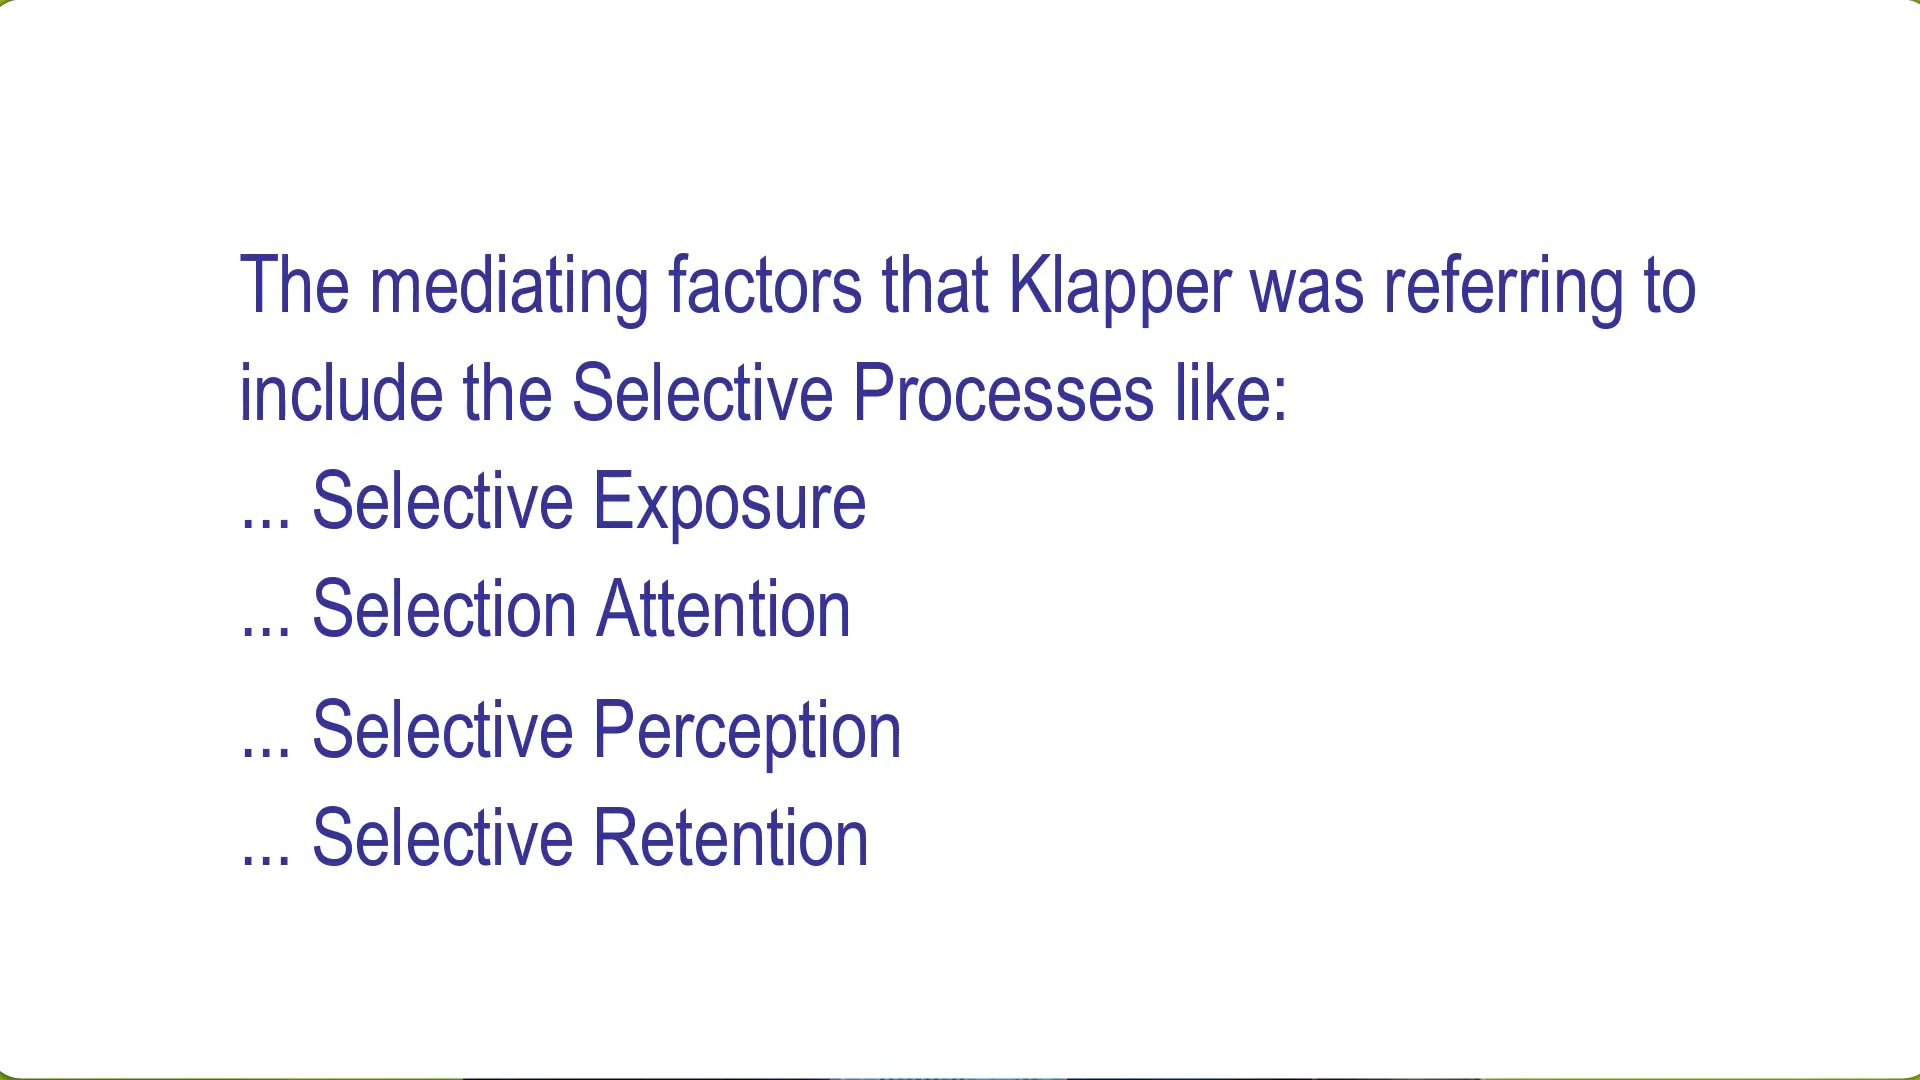 The mediating factors that Klapper was referring to
include the Selective Processes like:
... Selective Exposure
... Selection Attention
... Selective Perception
... Selective Retention